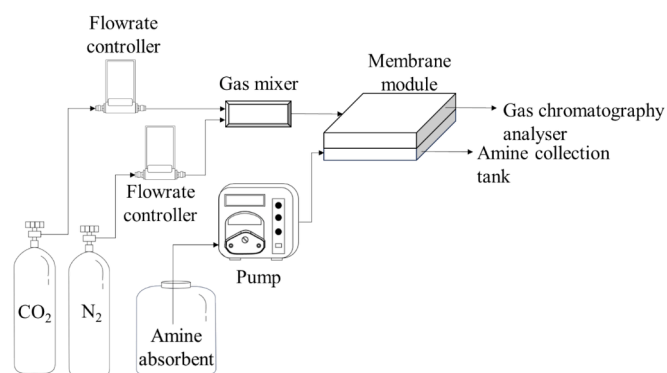 Flowrate
controller
Gas mixer
Membrane
module
Gas chromatography
analyser
Amine collection
tank
Flowrate
controller
Pump
CO₂
N₂
Amine
absorbent